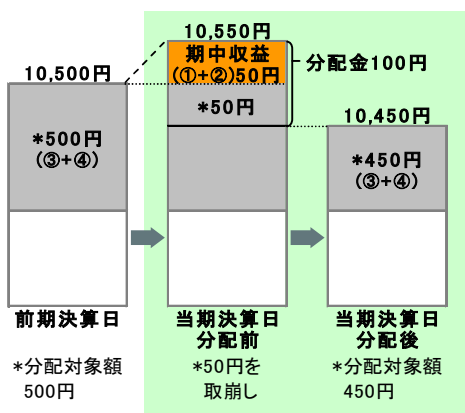 10,550円
期中収益
(①+②)50円
分配金100円
10,500円
*50円
10,450円
*500円
(③+④)
*450円
(③+④)
前期決算日
当期決算日
分配前
当期決算日
分配後
*分配対象額
500円
*50円を
取崩し
*分配対象額
450円